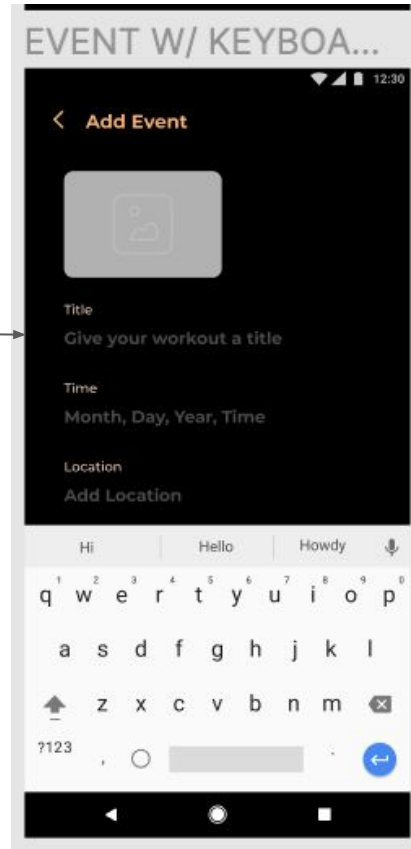 EVENT W/ KEYBOA...
12:30
Add Event
Title
Give your workout a title
Time
Month, Day, Year, Time
Location
Add Location
Hi Hello Howdy
1 2 3 4 5 6 7 8 9 0
q w e r t y u i o p
a s d f g h j k l
z x c v b n m
?123 , .